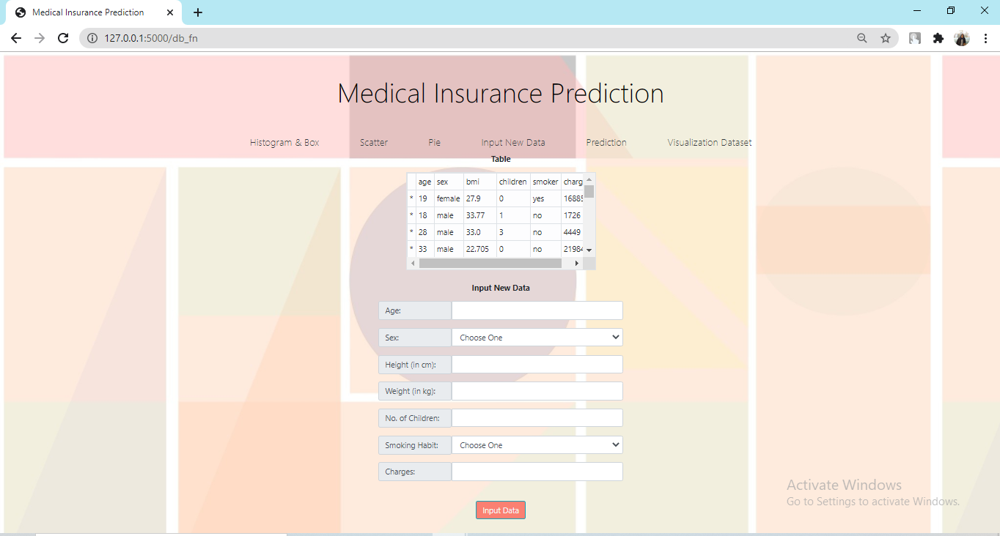 Medical Insurance Prediction
127.0.0.1:5000/db_fn
Medical Insurance Prediction
Histogram & Box Scatter Pie Input New Data Prediction Visualization Dataset
Table
age sex bmi children smoker charg
* 19 female 27.9 0 yes 16885
* 18 male 33.77 1 no 1726
* 28 male 33.0 3 no 4449
* 33 male 22.705 0 no 21984
Input New Data
Age:
Sex: Choose One
Height (in cm):
Weight (in kg):
No. of Children:
Smoking Habit: Choose One
Charges:
Activate Windows
Go to Settings to activate Windows.
Input Data